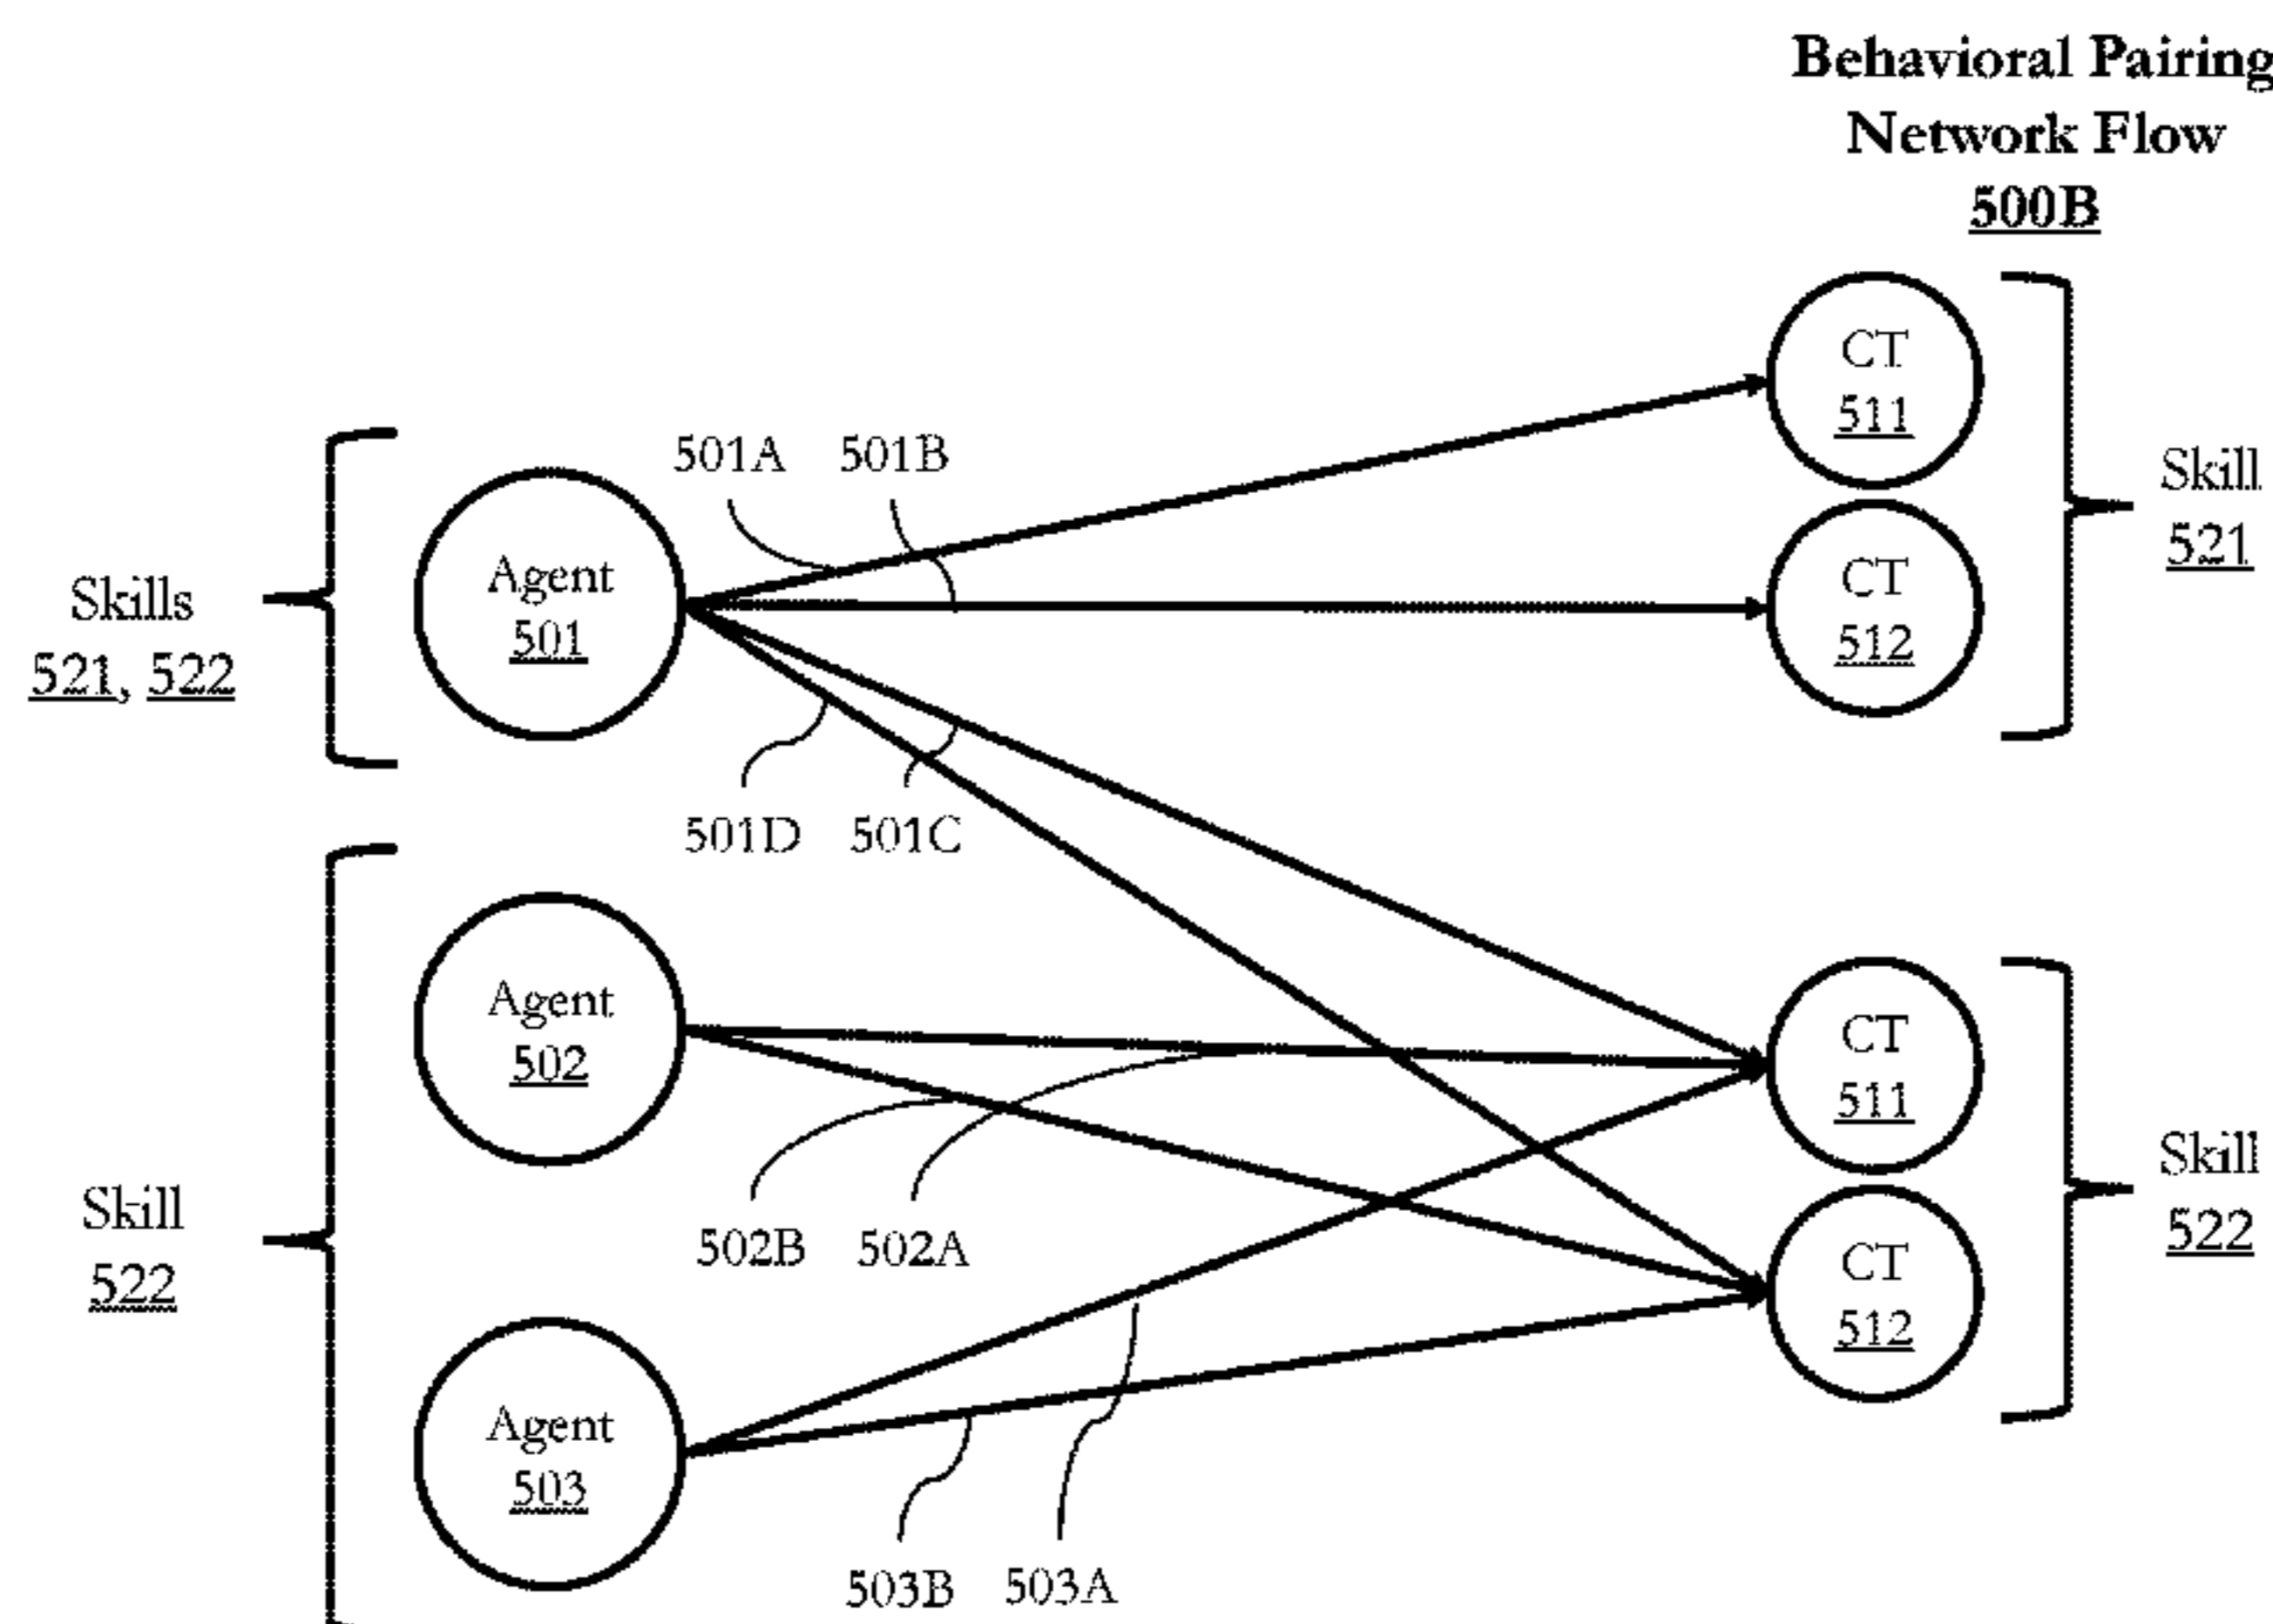 Behavioral Pairing
Network Flow
500B
CT
511
Skill
521
CT
512
501A
501B
Agent
501
Skills
521, 522
501D
501C
Agent
502
CT
511
Skill
522
Skill
522
502B
502A
CT
512
Agent
503
503B
503A